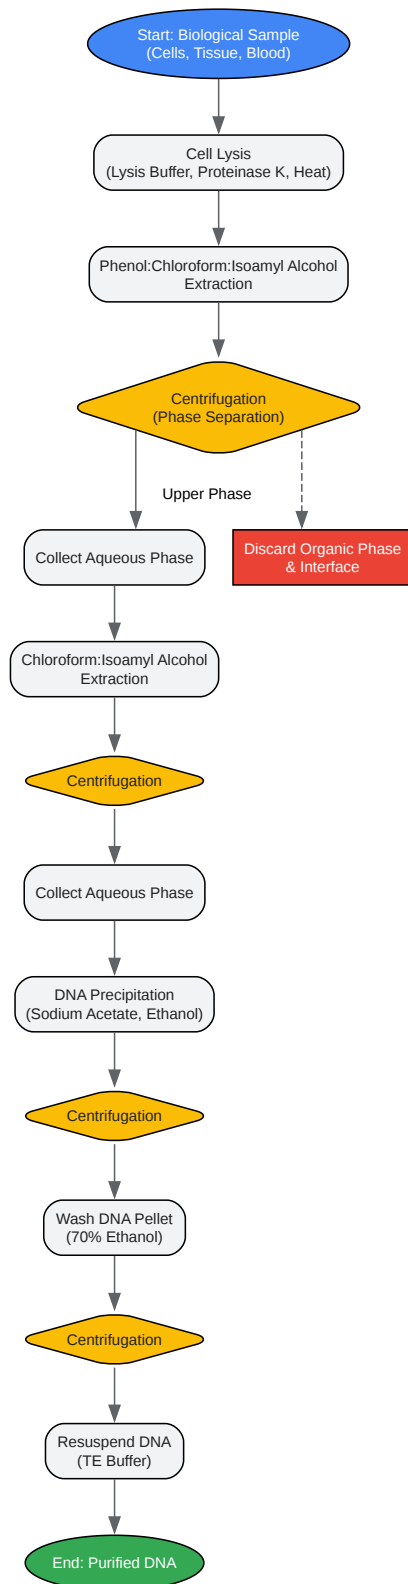 Start: Biological Sample
(Cells, Tissue, Blood)
Cell Lysis
(Lysis Buffer, Proteinase K, Heat)
Phenol:Chloroform:Isoamyl Alcohol
Extraction
Centrifugation
(Phase Separation)
Upper Phase
Collect Aqueous Phase
Discard Organic Phase
& Interface
Chloroform:Isoamyl Alcohol
Extraction
Centrifugation
Collect Aqueous Phase
DNA Precipitation
(Sodium Acetate, Ethanol)
Centrifugation
Wash DNA Pellet
(70% Ethanol)
Centrifugation
Resuspend DNA
(TE Buffer)
End: Purified DNA